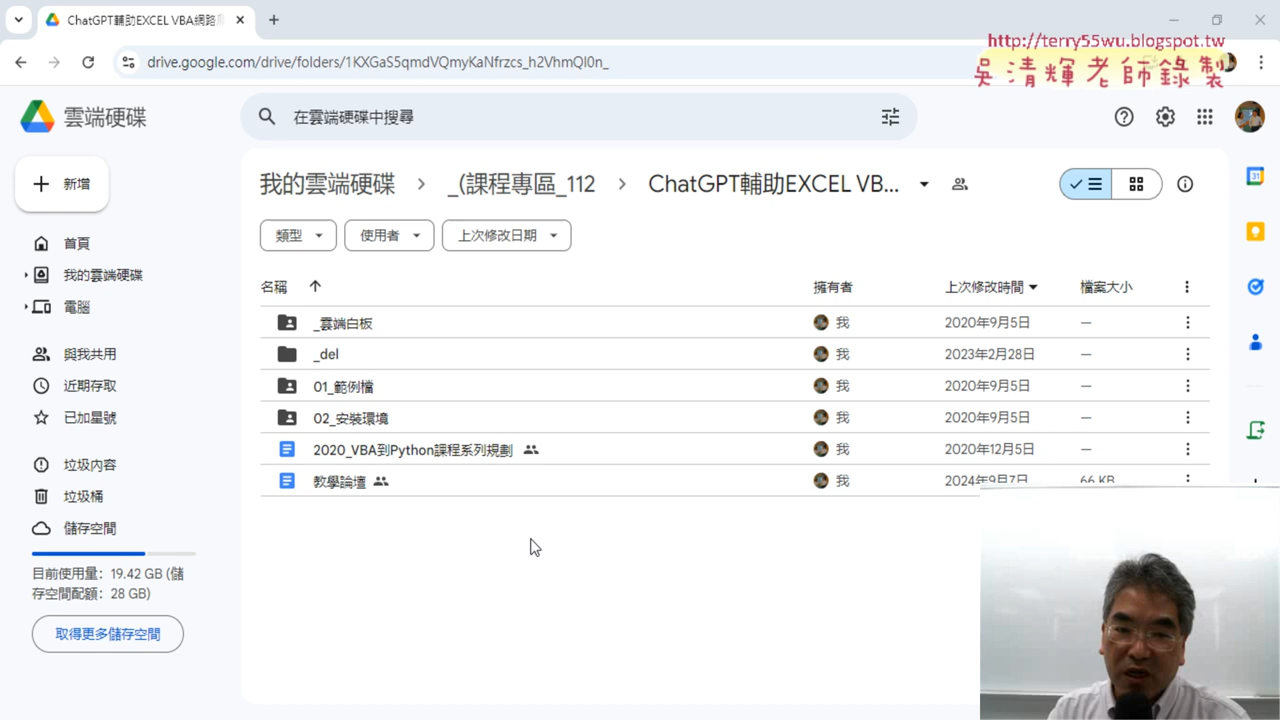 ChatGPT輔助EXCEL VBA網路
drive.google.com/drive/folders/1KXGaS5qmdVQmyKaNfrzcs_h2VhmQI0n_
http://terry55wu.blogspot.tw
吳清輝老師錄製
雲端硬碟
在雲端硬碟中搜尋
新增
我的雲端硬碟 > _(課程專區_112 > ChatGPT輔助EXCEL VB...
類型 使用者 上次修改日期
首頁
我的雲端硬碟
電腦
與我共用
近期存取
已加星號
垃圾內容
垃圾桶
儲存空間
目前使用量：19.42 GB (儲
存空間配額：28 GB)
取得更多儲存空間
名稱 擁有者 上次修改時間 檔案大小
_雲端白板 我 2020年9月5日 —
_del 我 2023年2月28日 —
01_範例檔 我 2020年9月5日 —
02_安裝環境 我 2020年9月5日 —
2020_VBA到Python課程系列規劃 我 2020年12月5日 —
教學論壇 我 2024年9月7日 66 KB
31